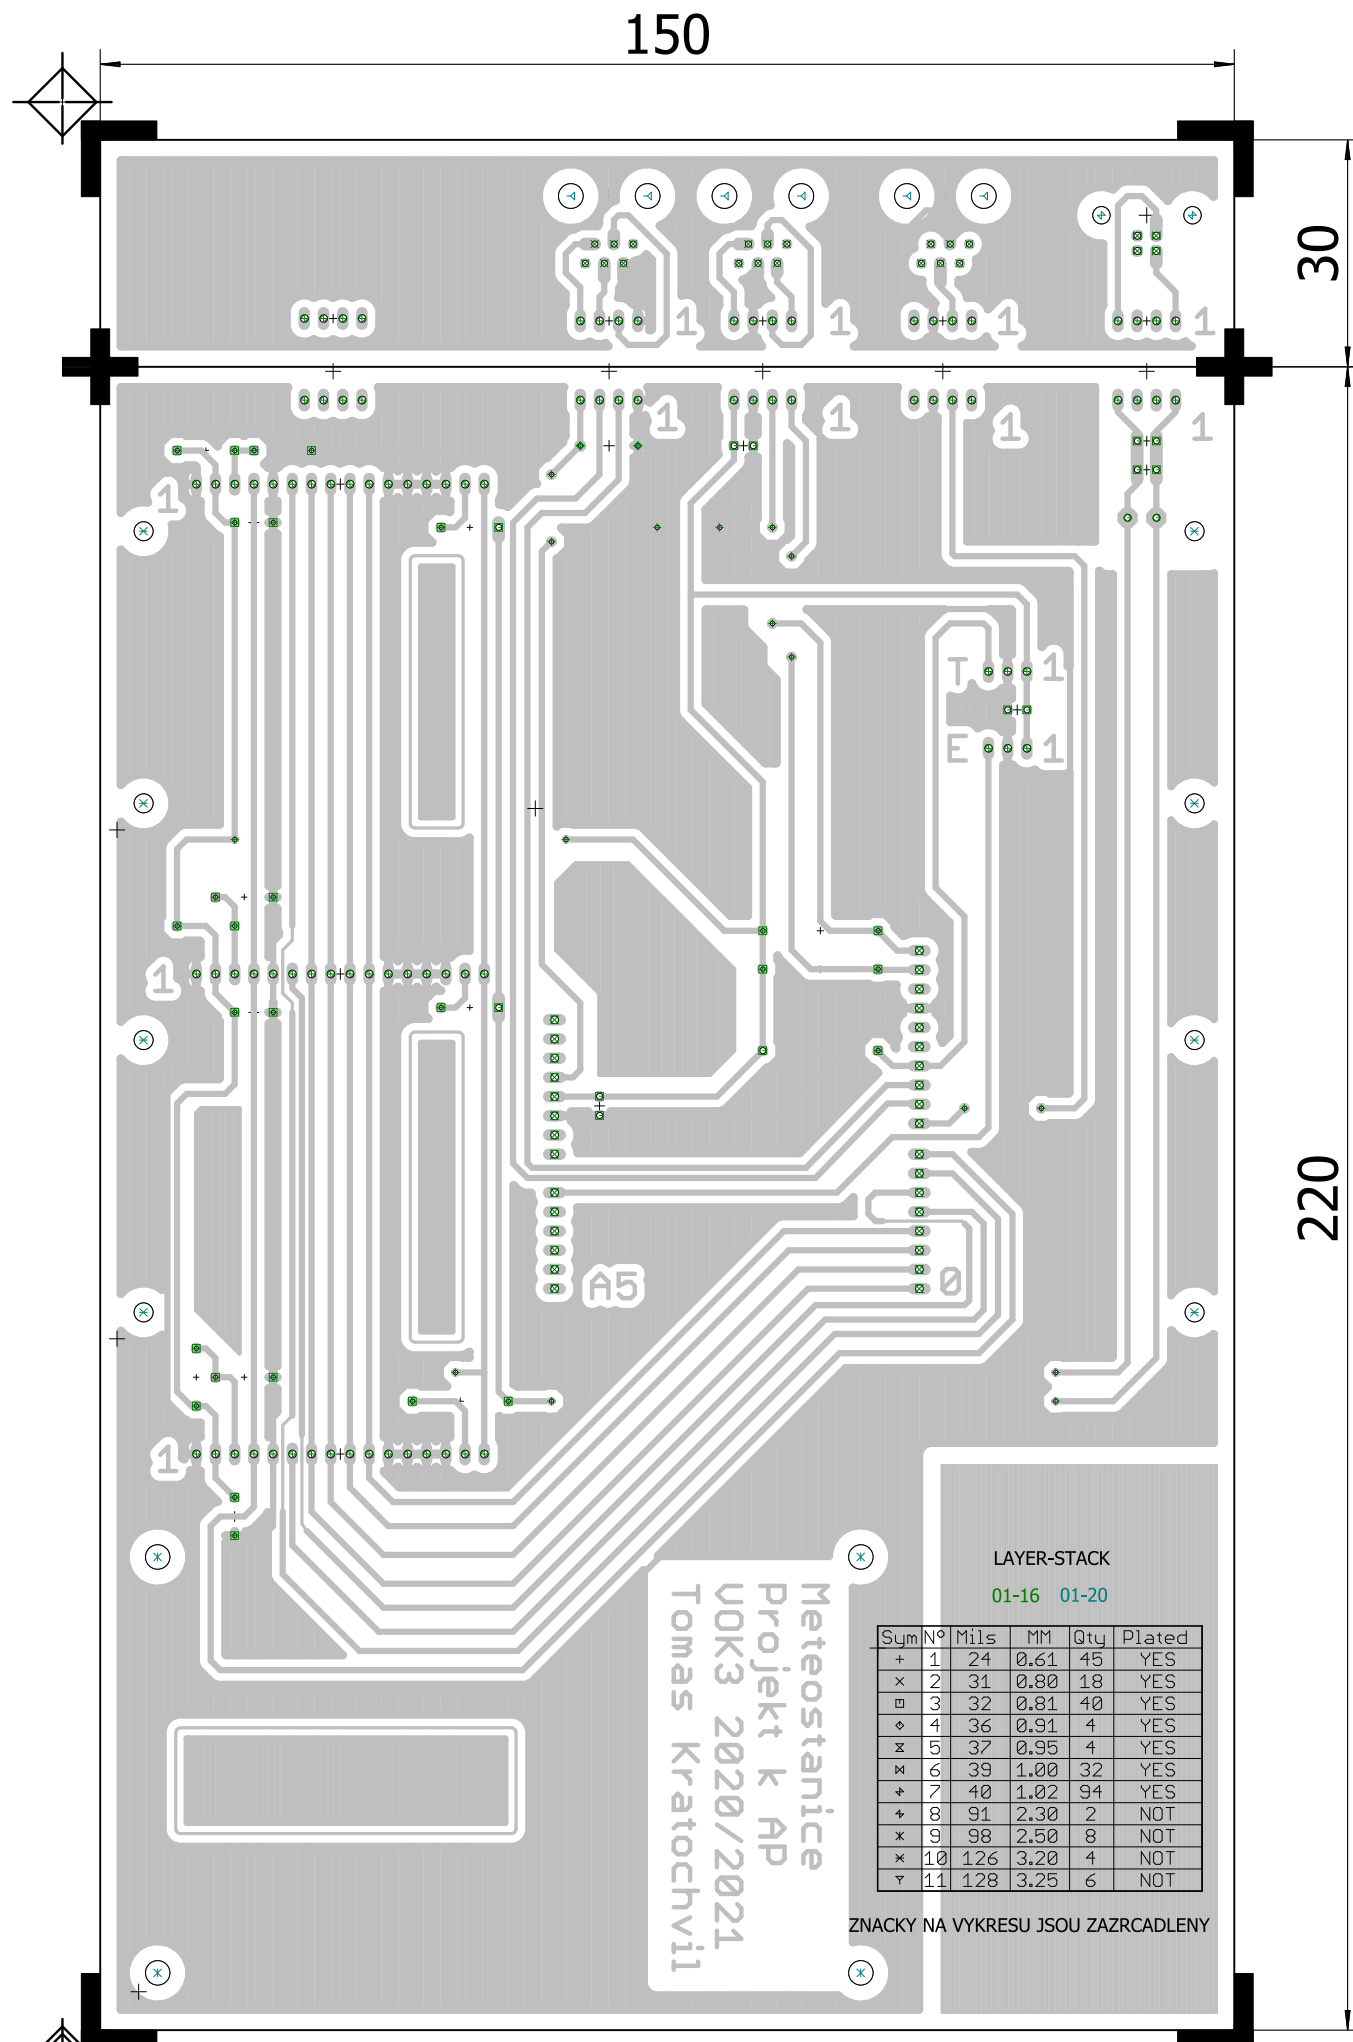 150
30
1 1 1 1
1 1 1 1
1
T 1
E 1
1
220
A5 0
1
LAYER-STACK
01-16 01-20
Sym Nº Mils MM Qty Plated
+ 1 24 0.61 45 YES
× 2 31 0.80 18 YES
3 32 0.81 40 YES
4 36 0.91 4 YES
5 37 0.95 4 YES
6 39 1.00 32 YES
7 40 1.02 94 YES
8 91 2.30 2 NOT
9 98 2.50 8 NOT
10 126 3.20 4 NOT
11 128 3.25 6 NOT
ZNACKY NA VYKRESU JSOU ZAZRCADLENY
Meteostanice
Projekt k AP
VOK3 2020/2021
Tomas Kratochvil